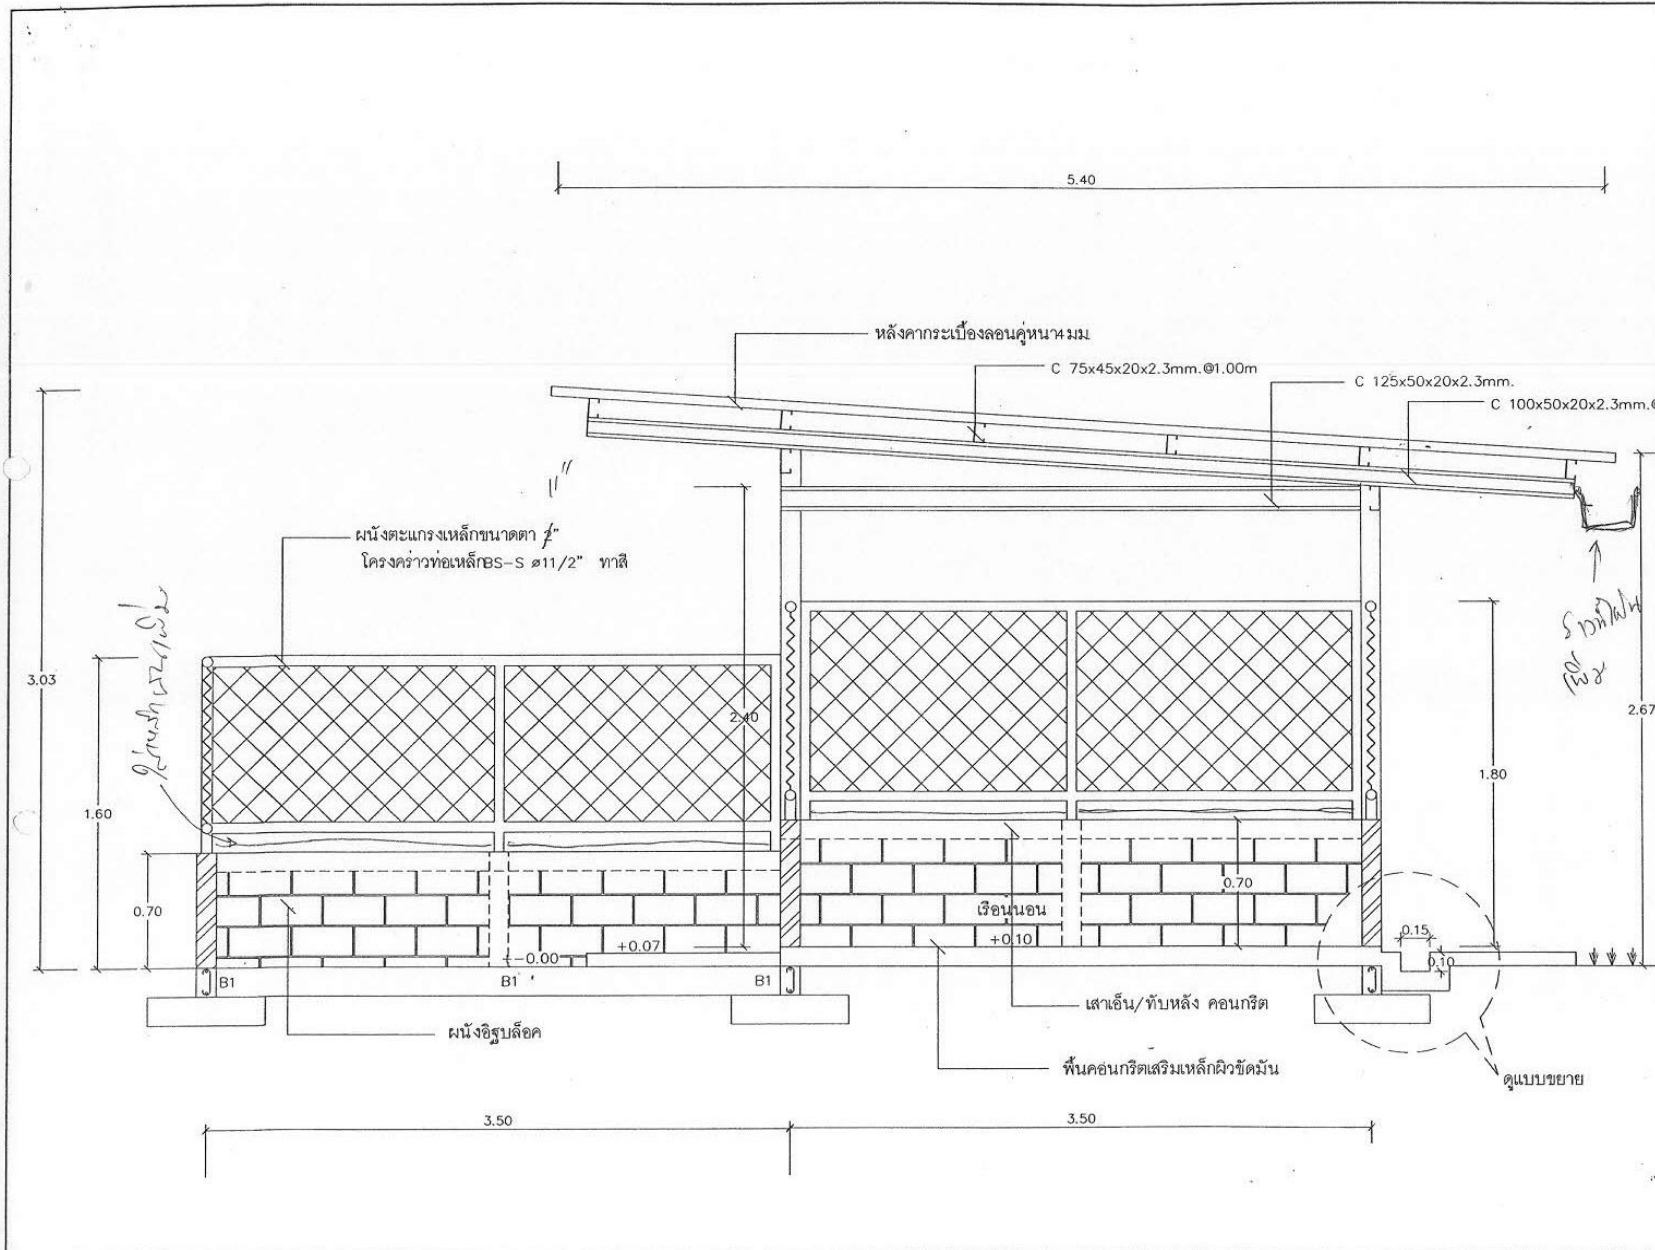 5.40
หลังคากระเบื้องลอนคู่หนา4มม.
C 75x45x20x2.3mm.@1.00m
C 125x50x20x2.3mm.
C 100x50x20x2.3mm.@
1"
ผนังตะแกรงเหล็กขนาดตา 2"
โครงคร่าวท่อเหล็กBS-S ø11/2" ทาสี
3.03
1.60
0.70
2.40
1.80
2.67
0.70
เรือนนอน
+0.10
+0.07
+-0.00
0.15
0.10
B1
B1
B1
เสาเอ็น/ทับหลัง คอนกรีต
ผนังอิฐบล็อค
พื้นคอนกรีตเสริมเหล็กผิวขัดมัน
ดูแบบขยาย
3.50
3.50